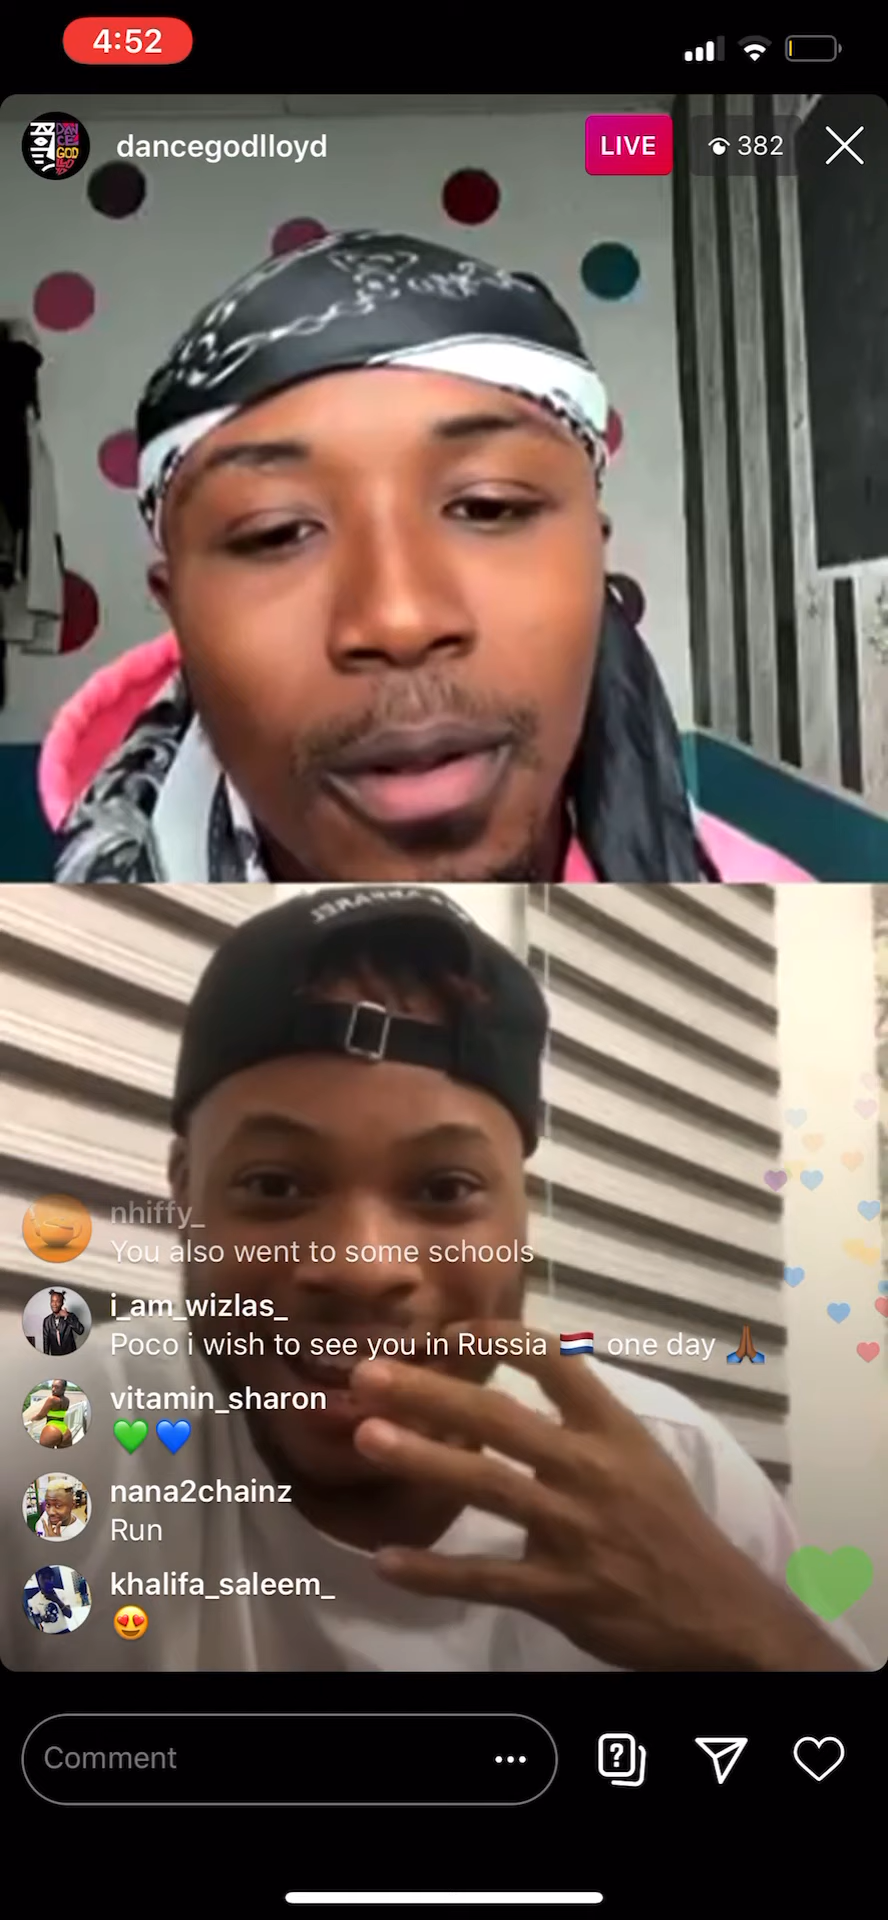 4:52
dancegodlloyd
LIVE
382
nhiffy_
You also went to some schools
i_am_wizlas_
Poco i wish to see you in Russia 🇳🇱 one day 🙏🏾
vitamin_sharon
💚💙
nana2chainz
Run
khalifa_saleem_
😍
Comment